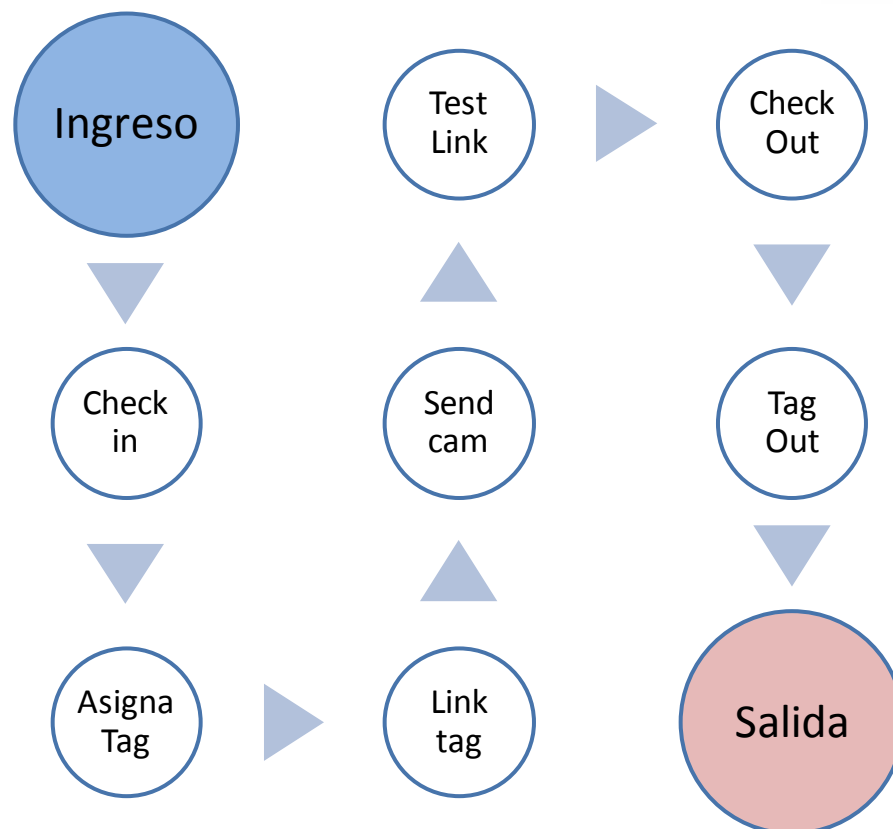 Ingreso
Check
in
Asigna
Tag
Link
tag
Send
cam
Test
Link
Check
Out
Tag
Out
Salida